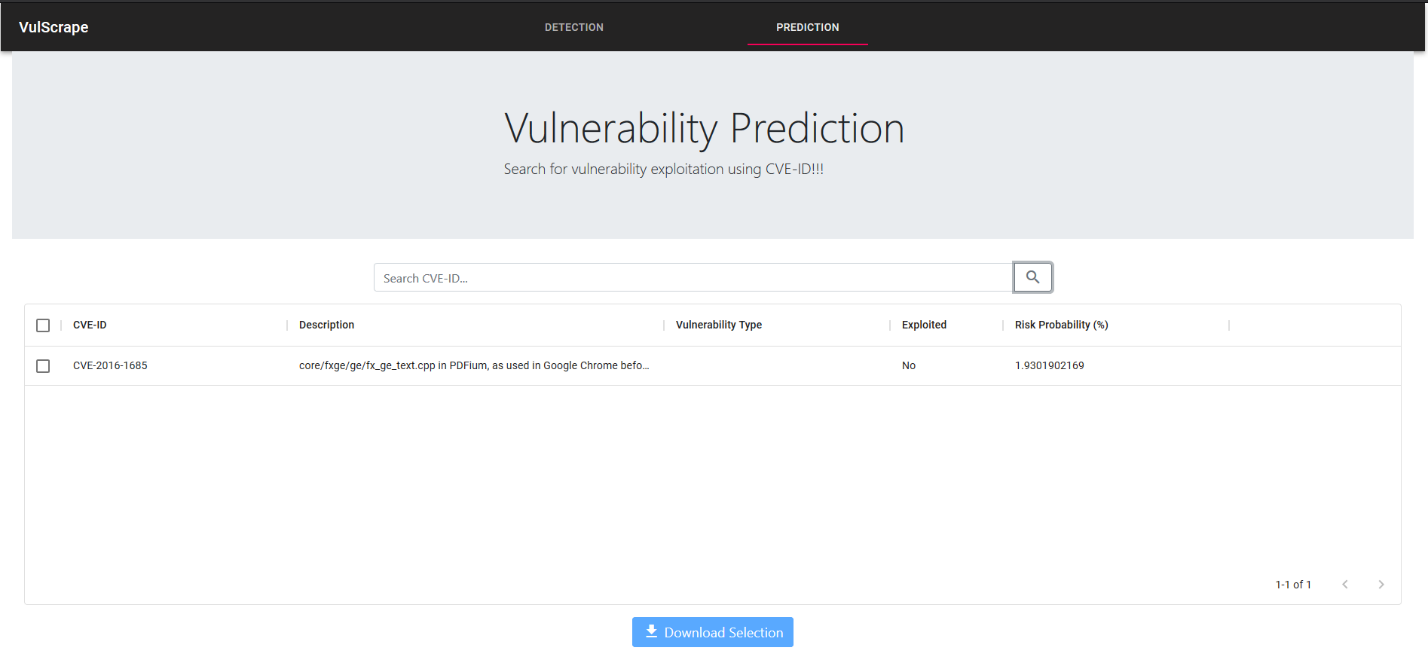 VulScrape DETECTION PREDICTION
Vulnerability Prediction
Search for vulnerability exploitation using CVE-ID!!!
Search CVE-ID...
CVE-ID Description Vulnerability Type Exploited Risk Probability (%)
CVE-2016-1685 core/fxge/ge/fx_ge_text.cpp in PDFium, as used in Google Chrome befo... No 1.9301902169
1-1 of 1
Download Selection